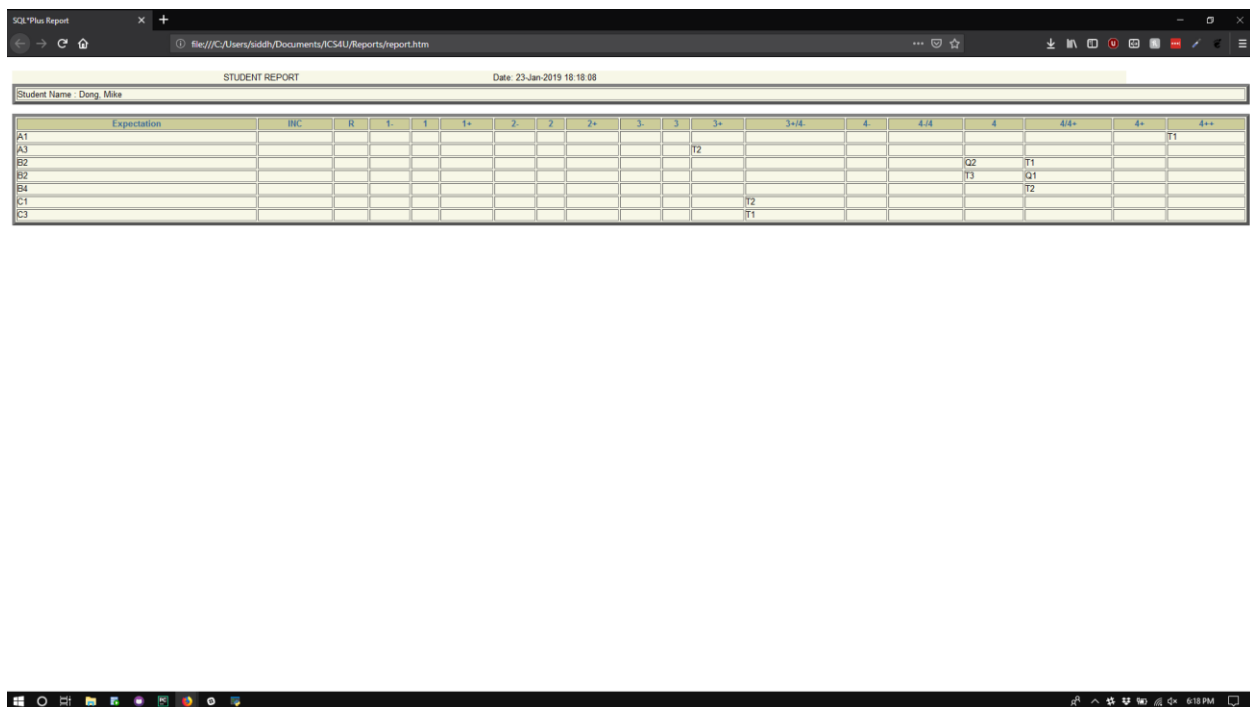 SQL*Plus Report
file:///C:/Users/siddh/Documents/ICS4U/Reports/report.htm
STUDENT REPORT Date: 23-Jan-2019 18:18:08
Student Name : Dong, Mike
Expectation INC R 1- 1 1+ 2- 2 2+ 3- 3 3+ 3+/4- 4- 4-/4 4 4/4+ 4+ 4++
A1 T1
A3 T2
B2 Q2 T1
B2 T3 Q1
B4 T2
C1 T2
C3 T1
6:18 PM